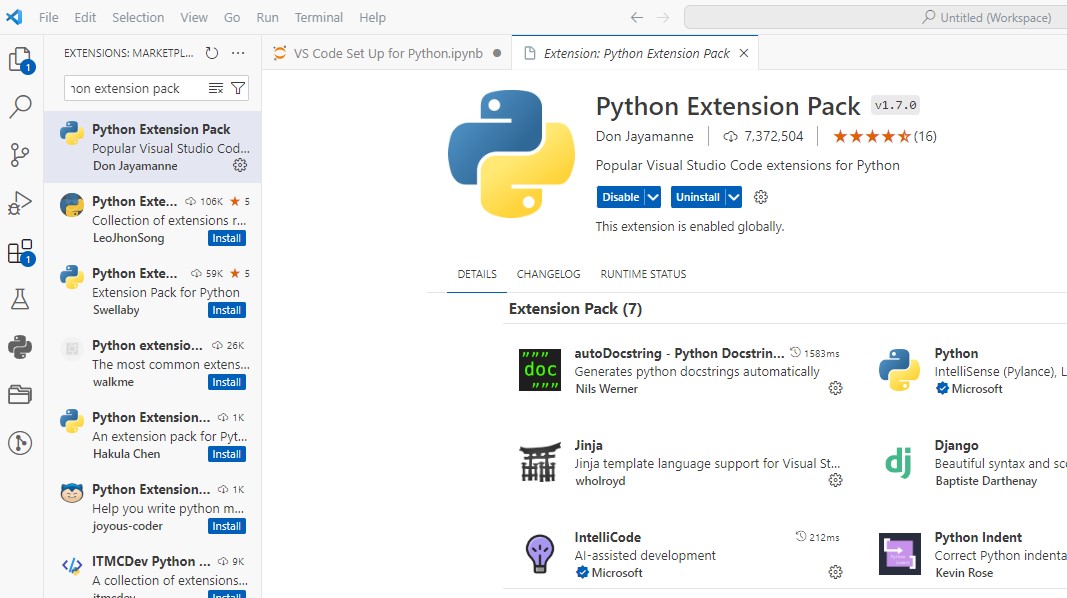 File Edit Selection View Go Run Terminal Help
Untitled (Workspace)
EXTENSIONS: MARKETPL... ···
VS Code Set Up for Python.ipynb
Extension: Python Extension Pack
1
extension pack
Python Extension Pack
Popular Visual Studio Cod...
Don Jayamanne
Python Exte... 106K 5
Collection of extensions r...
LeoJhonSong Install
1
Python Exte... 59K 5
Extension Pack for Python
Swellaby Install
Python extensio... 26K
The most common extens...
walkme Install
Python Extension... 1K
An extension pack for Pyt...
Hakula Chen Install
Python Extension... 1K
Help you write python m...
joyous-coder Install
ITMCDev Python ... 9K
A collection of extensions...
itmcdev Install
Python Extension Pack v1.7.0
Don Jayamanne 7,372,504 (16)
Popular Visual Studio Code extensions for Python
Disable Uninstall
This extension is enabled globally.
DETAILS CHANGELOG RUNTIME STATUS
Extension Pack (7)
autoDocstring - Python Docstrin... 1583ms
Generates python docstrings automatically
Nils Werner
""" doc """
Python
IntelliSense (Pylance), L
Microsoft
Jinja
Jinja template language support for Visual St...
wholroyd
dj
Django
Beautiful syntax and sco
Baptiste Darthenay
IntelliCode 212ms
AI-assisted development
Microsoft
Python Indent
Correct Python indenta
Kevin Rose